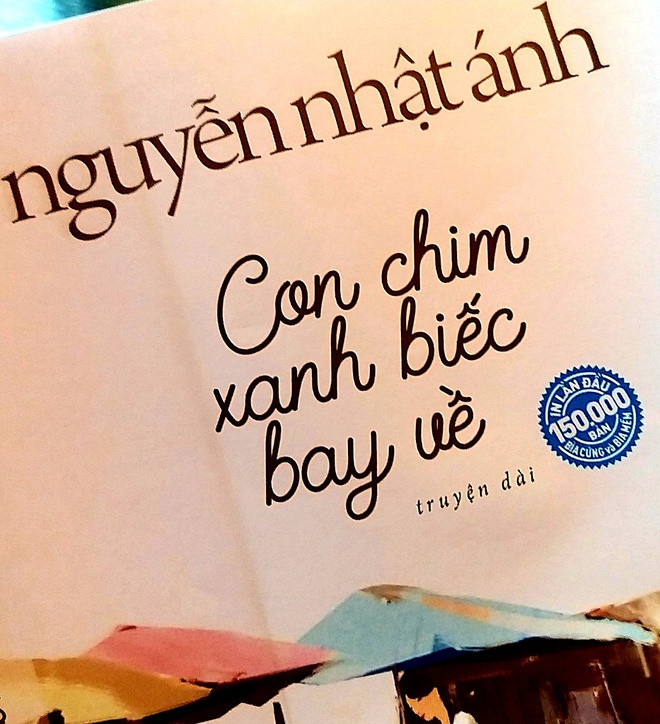 nguyễn nhật ánh
Con chim
xanh biếc
bay về
truyện dài
IN LẦN ĐẦU
150.000
BẢN
BÌA CỨNG và BÌA MỀM